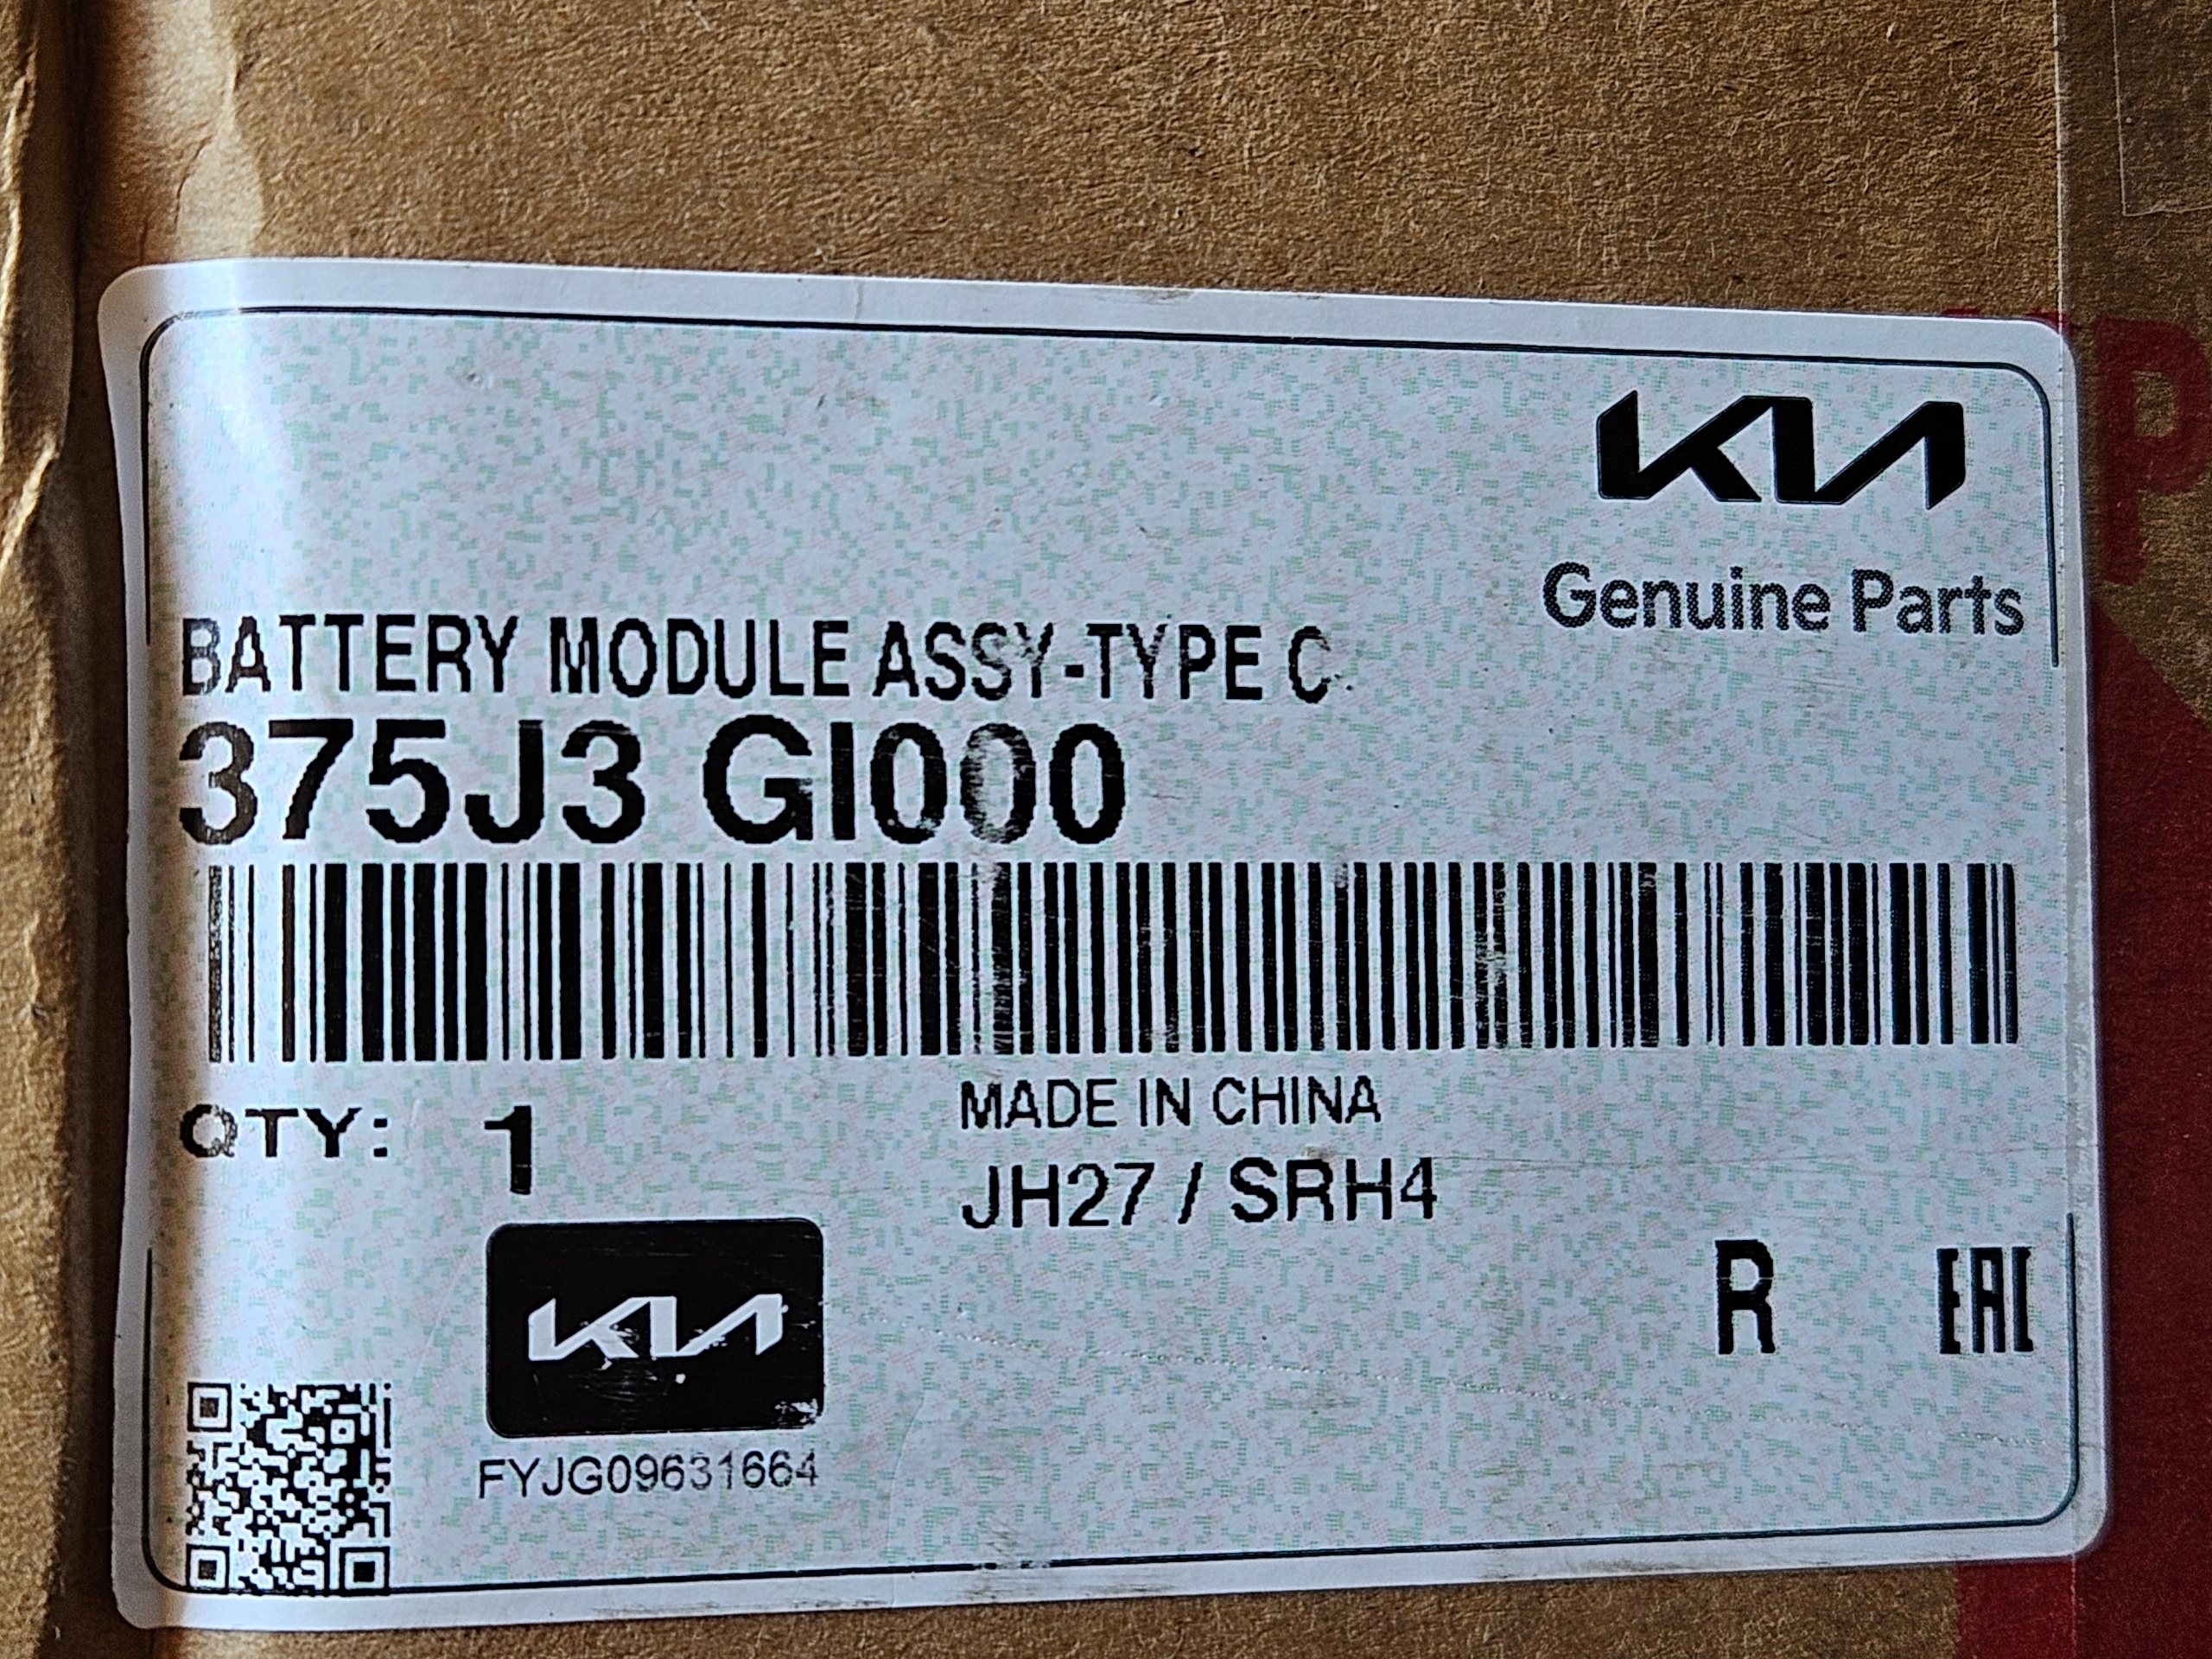 KIA
Genuine Parts
BATTERY MODULE ASSY-TYPE C
375J3 GI000
QTY: 1
MADE IN CHINA
JH27 / SRH4
KIA
R
EAC
FYJG09631664